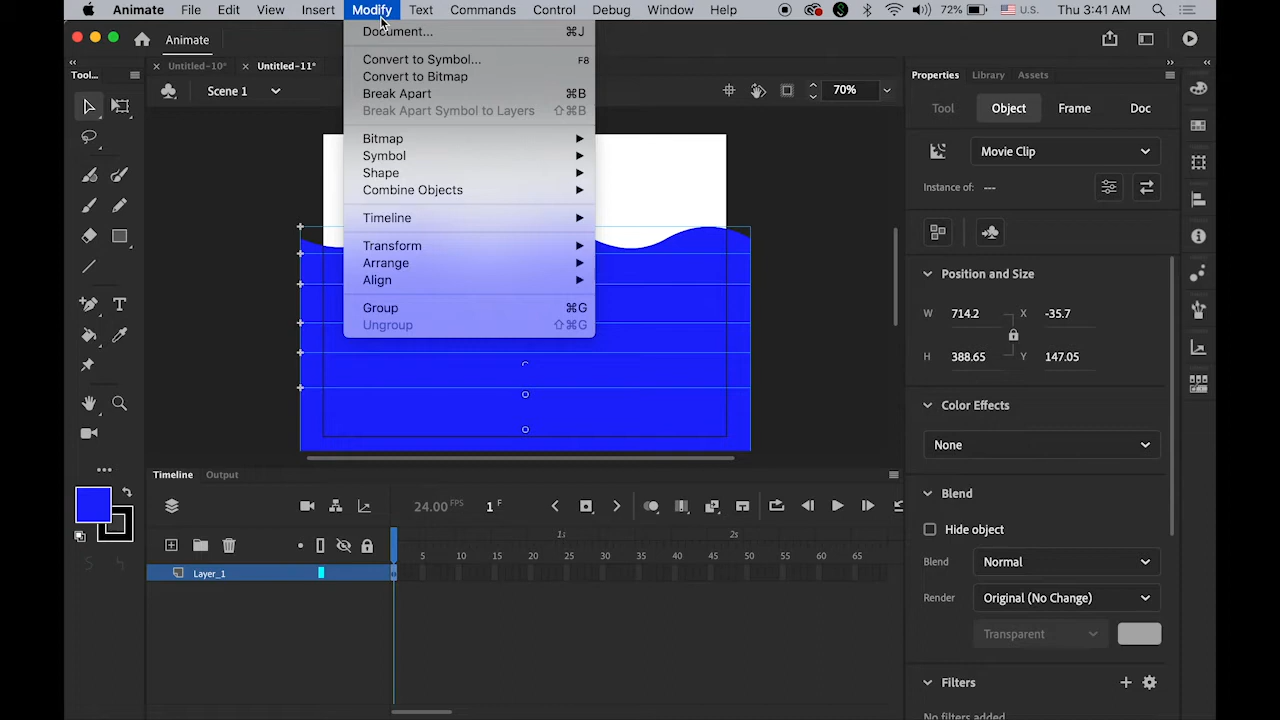 Animate File Edit View Insert Modify Text Commands Control Debug Window Help 72% U.S. Thu 3:41 AM
Animate
Tool... Untitled-10* Untitled-11*
Scene 1 70%
Document... ⌘J
Convert to Symbol... F8
Convert to Bitmap
Break Apart ⌘B
Break Apart Symbol to Layers ⇧⌘B
Bitmap
Symbol
Shape
Combine Objects
Timeline
Transform
Arrange
Align
Group ⌘G
Ungroup ⇧⌘G
Properties Library Assets
Tool Object Frame Doc
Movie Clip
Instance of: ---
Position and Size
W 714.2 X -35.7
H 388.65 Y 147.05
Color Effects
None
Blend
Hide object
Blend Normal
Render Original (No Change)
Transparent
Filters
Timeline Output
24.00 FPS 1 F
1s 2s
5 10 15 20 25 30 35 40 45 50 55 60 65
Layer_1